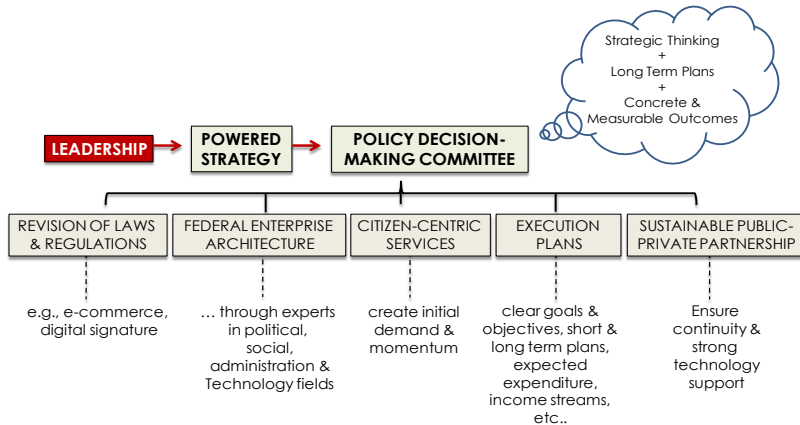 Strategic Thinking
+
Long Term Plans
+
Concrete &
Measurable Outcomes
LEADERSHIP
POWERED
STRATEGY
POLICY DECISION-
MAKING COMMITTEE
REVISION OF LAWS
& REGULATIONS
FEDERAL ENTERPRISE
ARCHITECTURE
CITIZEN-CENTRIC
SERVICES
EXECUTION
PLANS
SUSTAINABLE PUBLIC-
PRIVATE PARTNERSHIP
e.g., e-commerce,
digital signature
... through experts
in political,
social,
administration &
Technology fields
create initial
demand &
momentum
clear goals &
objectives, short &
long term plans,
expected
expenditure,
income streams,
etc..
Ensure
continuity &
strong
technology
support